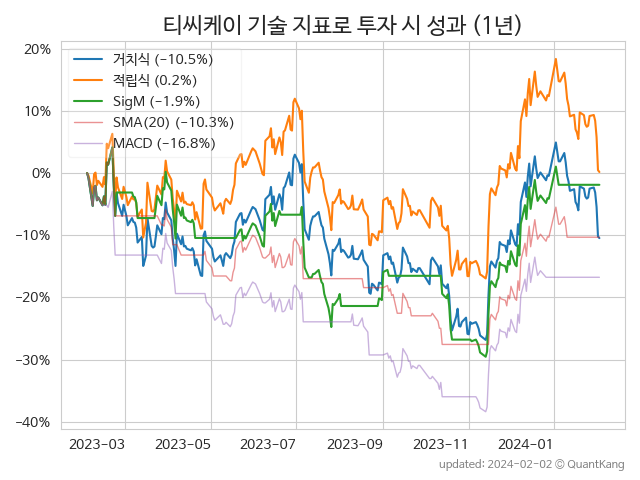 티씨케이 기술 지표로 투자 시 성과 (1년)
20%
10%
0%
−10%
−20%
−30%
−40%
거치식 (−10.5%)
적립식 (0.2%)
SigM (−1.9%)
SMA(20) (−10.3%)
MACD (−16.8%)
2023-03
2023-05
2023-07
2023-09
2023-11
2024-01
updated: 2024-02-02 © QuantKang